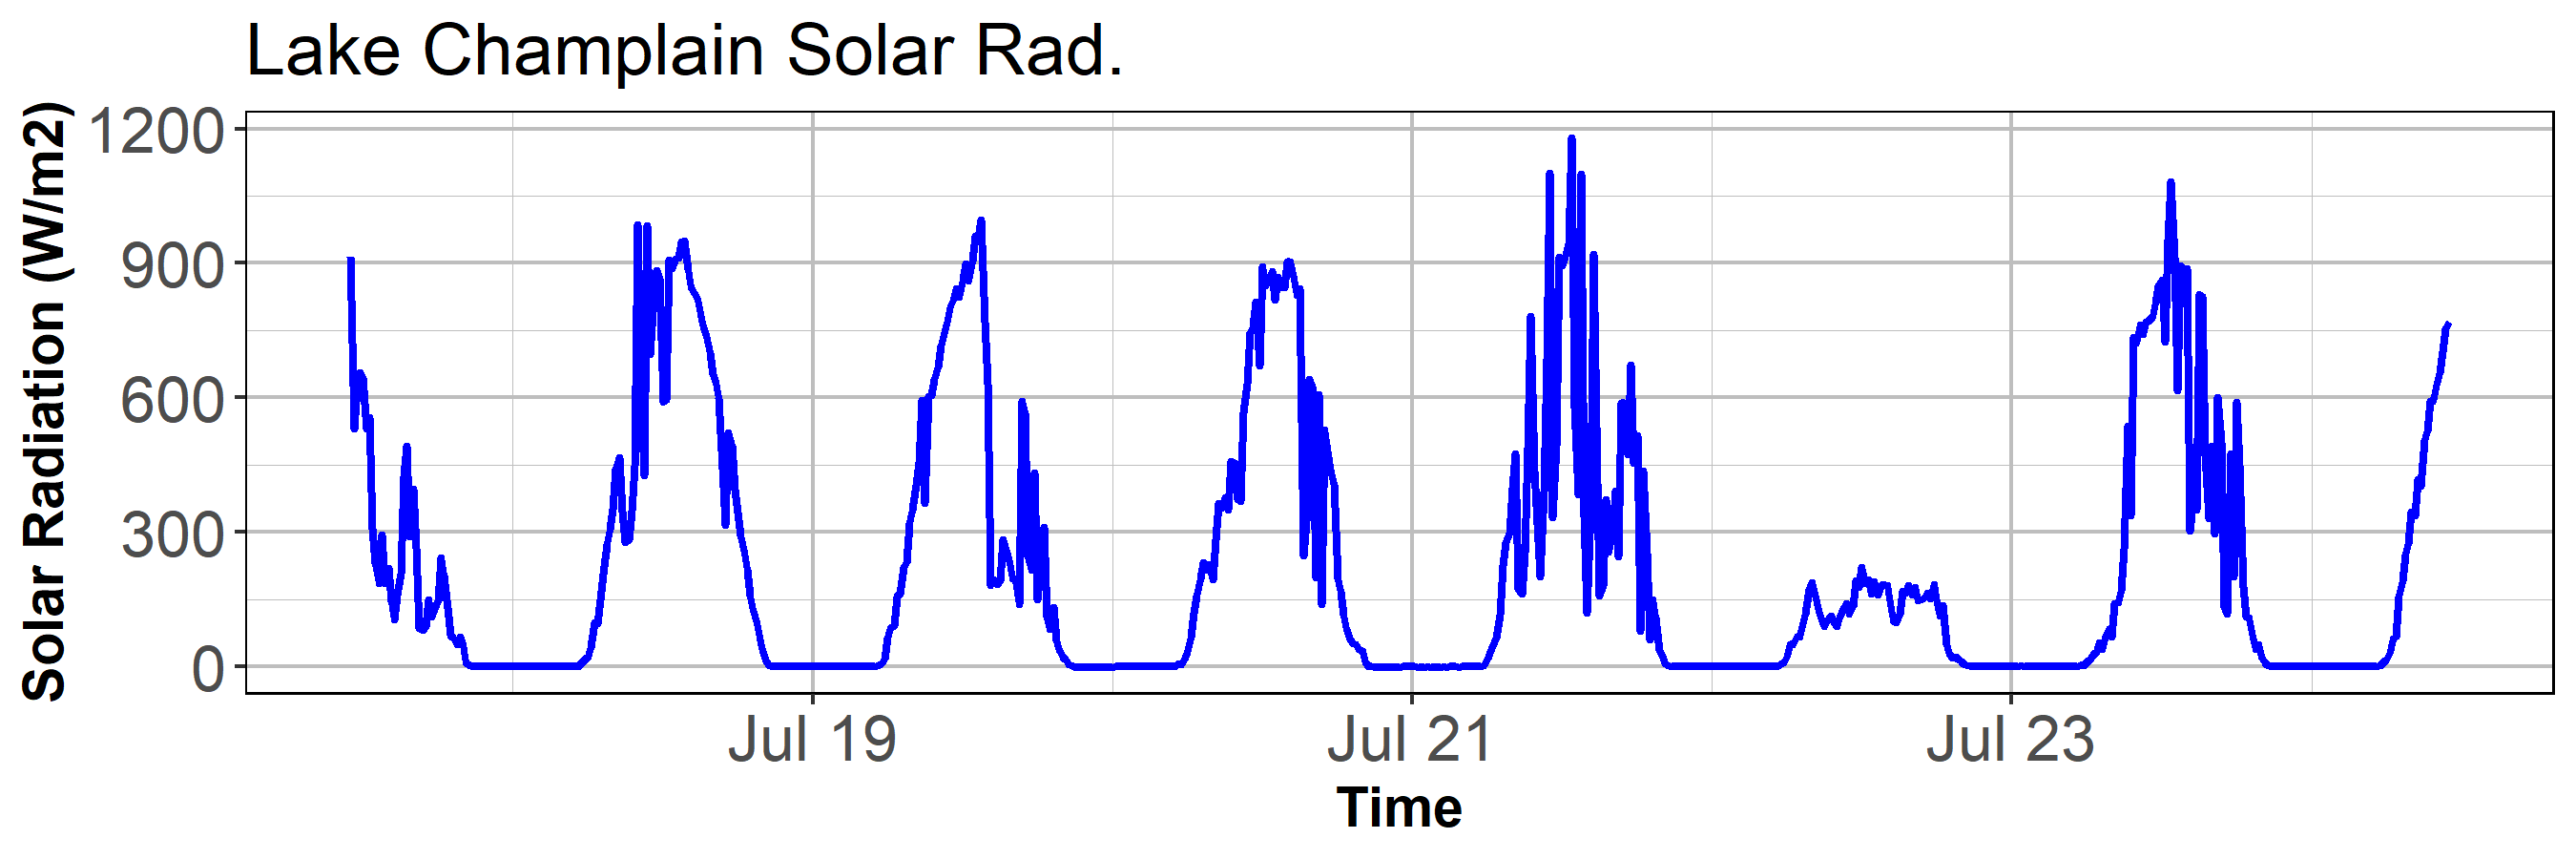 Lake Champlain Solar Rad.
Solar Radiation (W/m2)
1200
900
600
300
0
Jul 19 Jul 21 Jul 23
Time